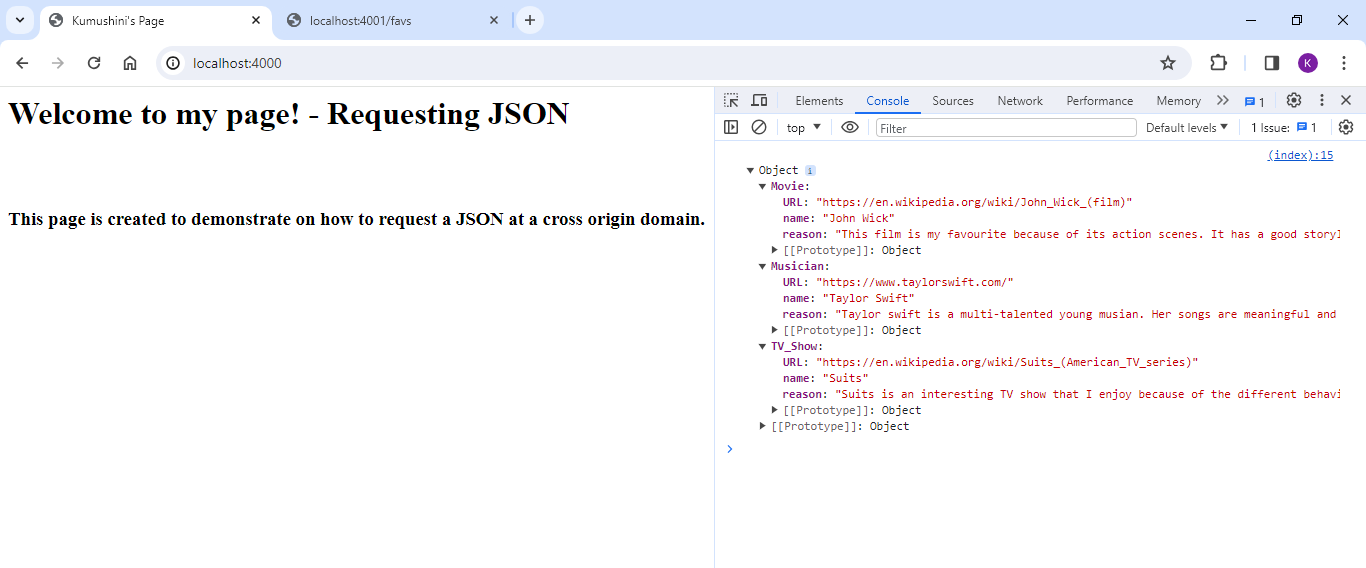 Kumushini's Page
localhost:4001/favs
localhost:4000
K
Welcome to my page! - Requesting JSON
This page is created to demonstrate on how to request a JSON at a cross origin domain.
Elements Console Sources Network Performance Memory 1
top Filter Default levels 1 Issue: 1
(index):15
Object i
Movie:
URL: "https://en.wikipedia.org/wiki/John_Wick_(film)"
name: "John Wick"
reason: "This film is my favourite because of its action scenes. It has a good storyl
[[Prototype]]: Object
Musician:
URL: "https://www.taylorswift.com/"
name: "Taylor Swift"
reason: "Taylor swift is a multi-talented young musian. Her songs are meaningful and
[[Prototype]]: Object
TV_Show:
URL: "https://en.wikipedia.org/wiki/Suits_(American_TV_series)"
name: "Suits"
reason: "Suits is an interesting TV show that I enjoy because of the different behavi
[[Prototype]]: Object
[[Prototype]]: Object